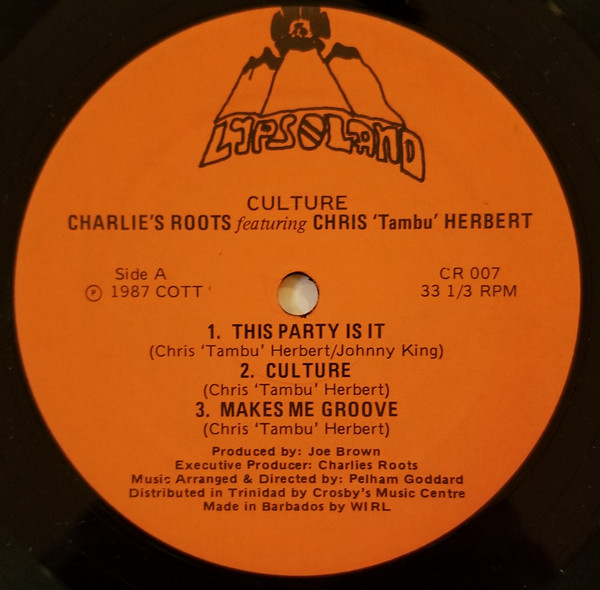 LYPSOLAND
CULTURE
CHARLIE'S ROOTS featuring CHRIS 'Tambu' HERBERT
Side A
℗ 1987 COTT
CR 007
33 1/3 RPM
1. THIS PARTY IS IT
(Chris 'Tambu' Herbert/Johnny King)
2. CULTURE
(Chris 'Tambu' Herbert)
3. MAKES ME GROOVE
(Chris 'Tambu' Herbert)
Produced by: Joe Brown
Executive Producer: Charlies Roots
Music Arranged & Directed by: Pelham Goddard
Distributed in Trinidad by Crosby's Music Centre
Made in Barbados by WIRL